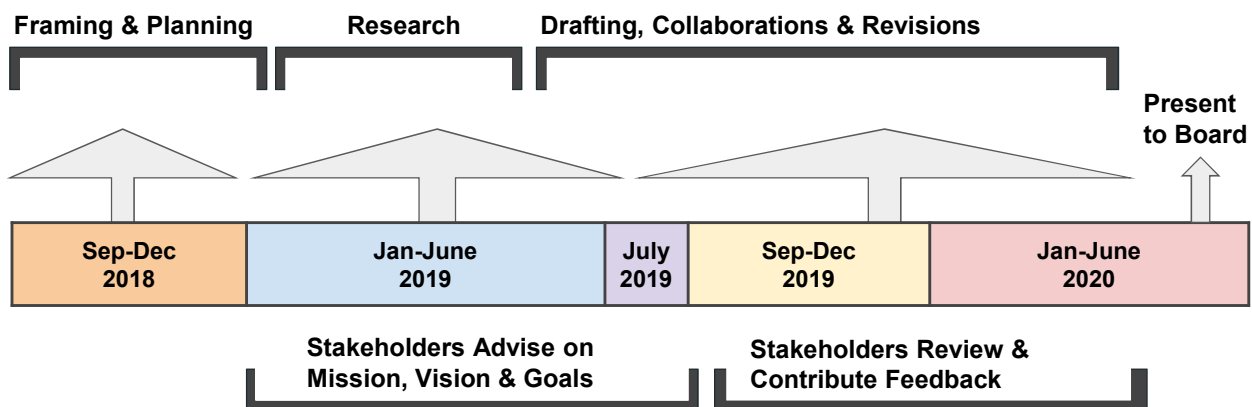 Framing & Planning
Research
Drafting, Collaborations & Revisions
Present
to Board
Sep-Dec
2018
Jan-June
2019
July
2019
Sep-Dec
2019
Jan-June
2020
Stakeholders Advise on
Mission, Vision & Goals
Stakeholders Review &
Contribute Feedback